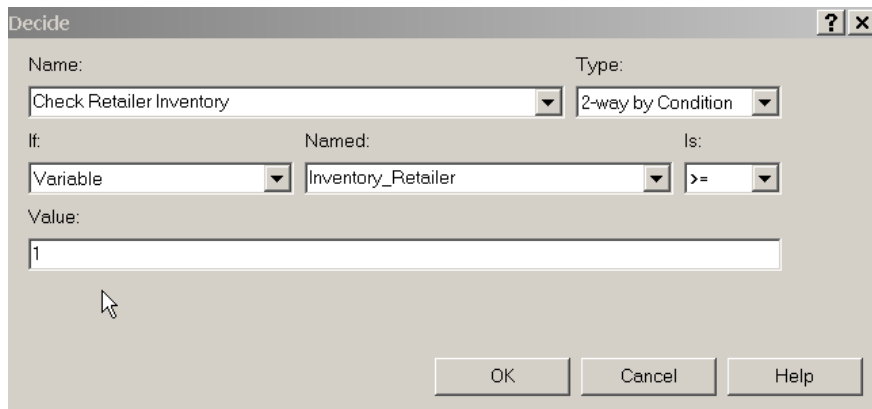 Decide ? ×
Name: Type:
Check Retailer Inventory 2-way by Condition
If: Named: Is:
Variable Inventory_Retailer >=
Value:
1
OK Cancel Help